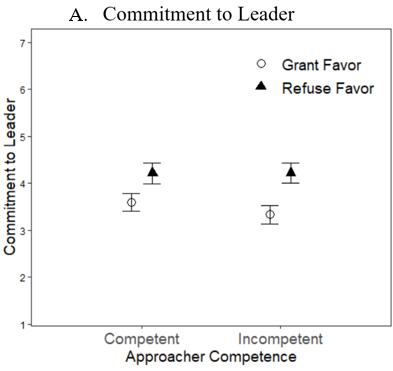 A. Commitment to Leader
7
6
5
4
3
2
1
Commitment to Leader
Grant Favor
Refuse Favor
Competent Incompetent
Approacher Competence